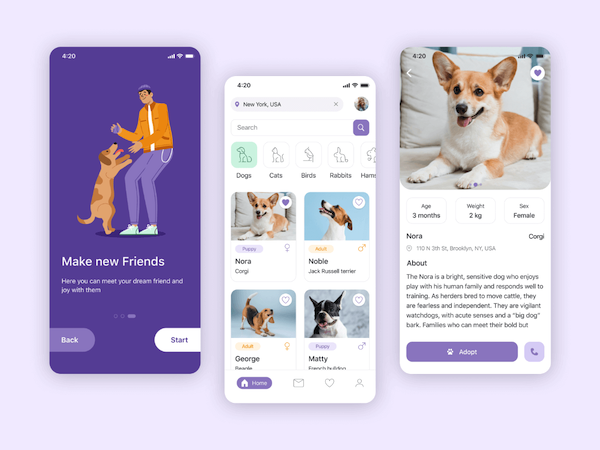 4:20
Make new Friends
Here you can meet your dream friend and
joy with them
Back
Start
4:20
New York, USA
Search
Dogs
Cats
Birds
Rabbits
Hams
Puppy
Nora
Corgi
Adult
Noble
Jack Russell terrier
Adult
George
Beagle
Puppy
Matty
French bulldog
Home
4:20
Age
3 months
Weight
2 kg
Sex
Female
Nora
Corgi
110 N 3th St, Brooklyn, NY, USA
About
The Nora is a bright, sensitive dog who enjoys
play with his human family and responds well to
training. As herders bred to move cattle, they
are fearless and independent. They are vigilant
watchdogs, with acute senses and a "big dog"
bark. Families who can meet their bold but
Adopt